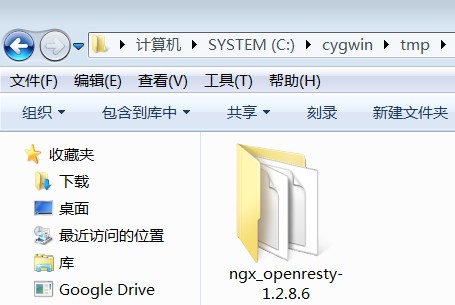 计算机 SYSTEM (C:) cygwin tmp
文件(F) 编辑(E) 查看(V) 工具(T) 帮助(H)
组织 包含到库中 共享 刻录 新建文件夹
收藏夹
下载
桌面
最近访问的位置
库
Google Drive
ngx_openresty-
1.2.8.6